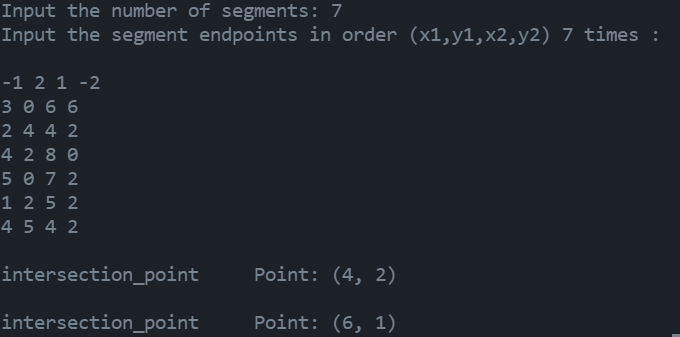 Input the number of segments: 7
Input the segment endpoints in order (x1,y1,x2,y2) 7 times :
-1 2 1 -2
3 0 6 6
2 4 4 2
4 2 8 0
5 0 7 2
1 2 5 2
4 5 4 2
intersection_point Point: (4, 2)
intersection_point Point: (6, 1)